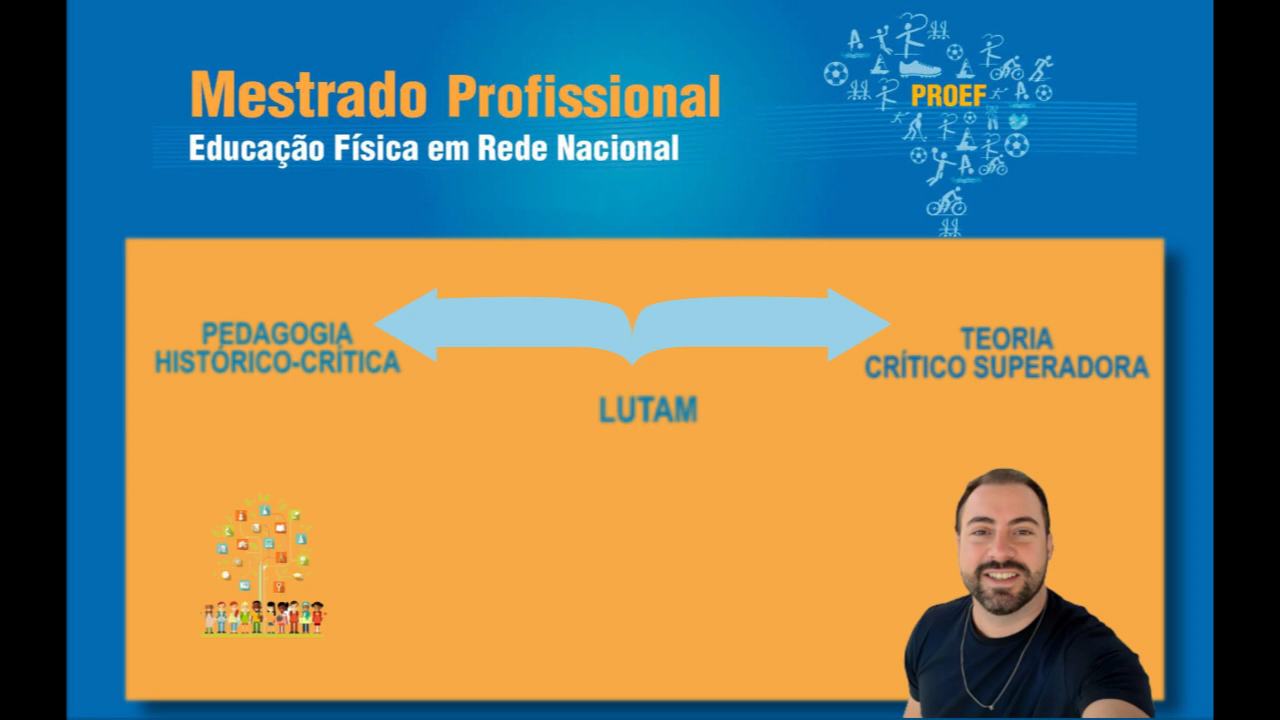 Mestrado Profissional
Educação Física em Rede Nacional
PROEF
PEDAGOGIA
HISTÓRICO-CRÍTICA
TEORIA
CRÍTICO SUPERADORA
LUTAM